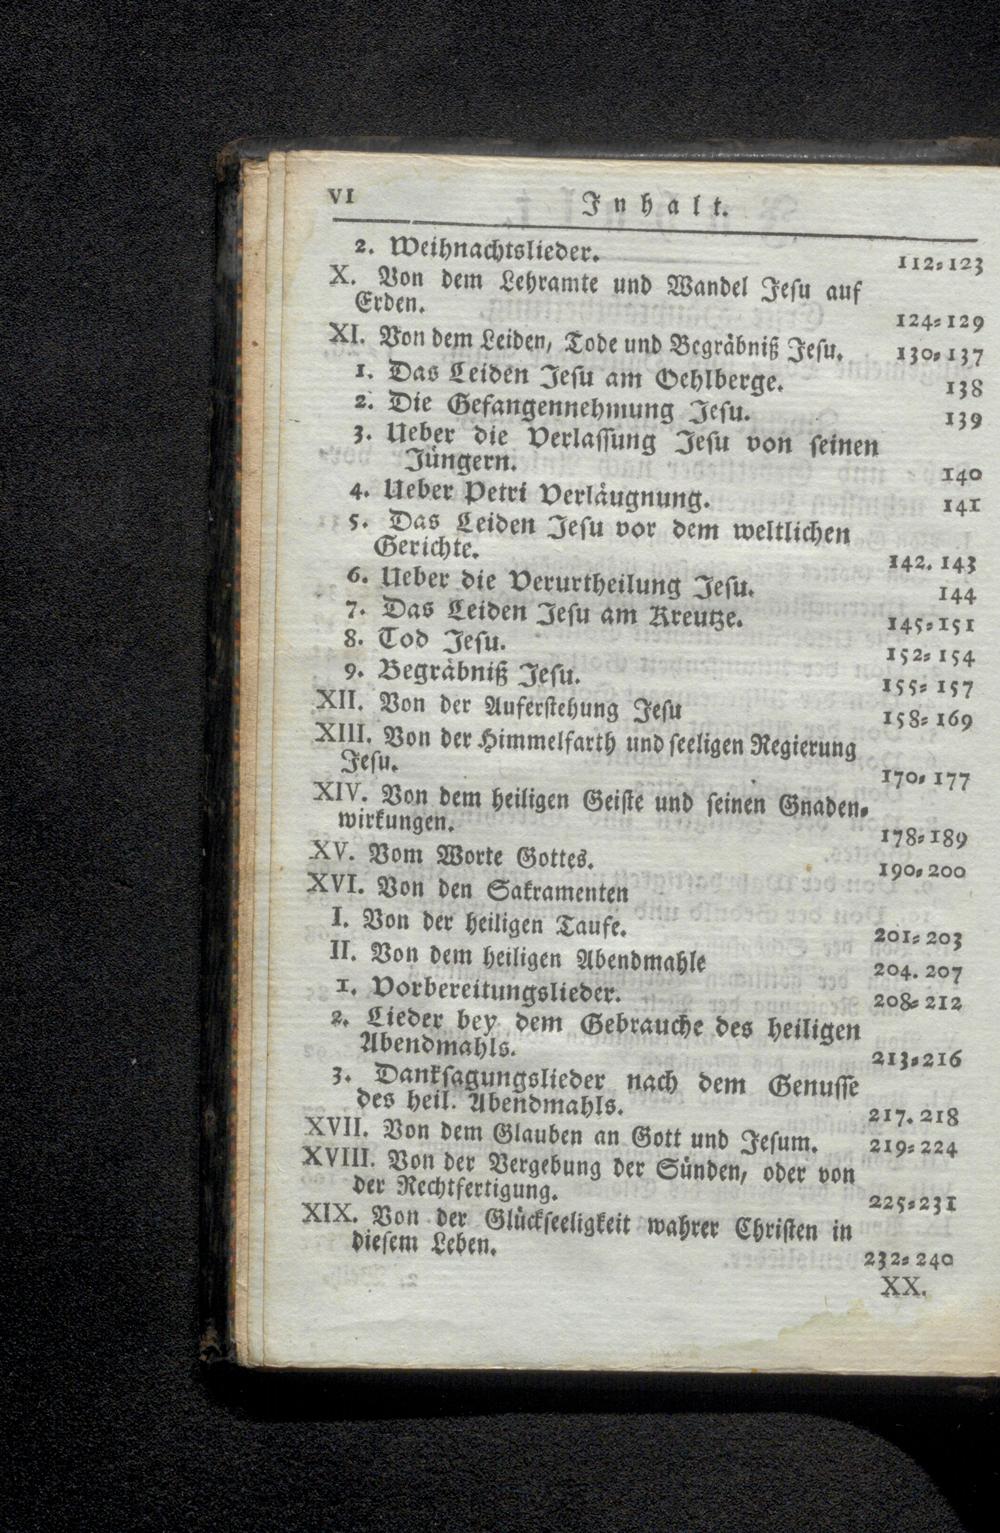 VI Inhalt.
2. Weihnachtslieder. 112=123
X. Von dem Lehramte und Wandel Jesu auf
Erden. 124=129
XI. Von dem Leiden, Tode und Begräbniß Jesu. 130=137
1. Das Leiden Jesu am Oehlberge. 138
2. Die Gefangennehmung Jesu. 139
3. Ueber die Verlassung Jesu von seinen
Jüngern. 140
4. Ueber Petri Verläugnung. 141
5. Das Leiden Jesu vor dem weltlichen
Gerichte. 142. 143
6. Ueber die Verurtheilung Jesu. 144
7. Das Leiden Jesu am Kreutze. 145=151
8. Tod Jesu. 152=154
9. Begräbniß Jesu. 155=157
XII. Von der Auferstehung Jesu 158=169
XIII. Von der Himmelfarth und seeligen Regierung
Jesu. 170=177
XIV. Von dem heiligen Geiste und seinen Gnaden=
wirkungen. 178=189
XV. Vom Worte Gottes. 190=200
XVI. Von den Sakramenten
I. Von der heiligen Taufe. 201=203
II. Von dem heiligen Abendmahle 204. 207
1. Vorbereitungslieder. 208=212
2. Lieder bey dem Gebrauche des heiligen
Abendmahls. 213=216
3. Danksagungslieder nach dem Genusse
des heil. Abendmahls. 217. 218
XVII. Von dem Glauben an Gott und Jesum. 219=224
XVIII. Von der Vergebung der Sünden, oder von
der Rechtfertigung. 225=231
XIX. Von der Glückseeligkeit wahrer Christen in
diesem Leben. 232=240
XX.